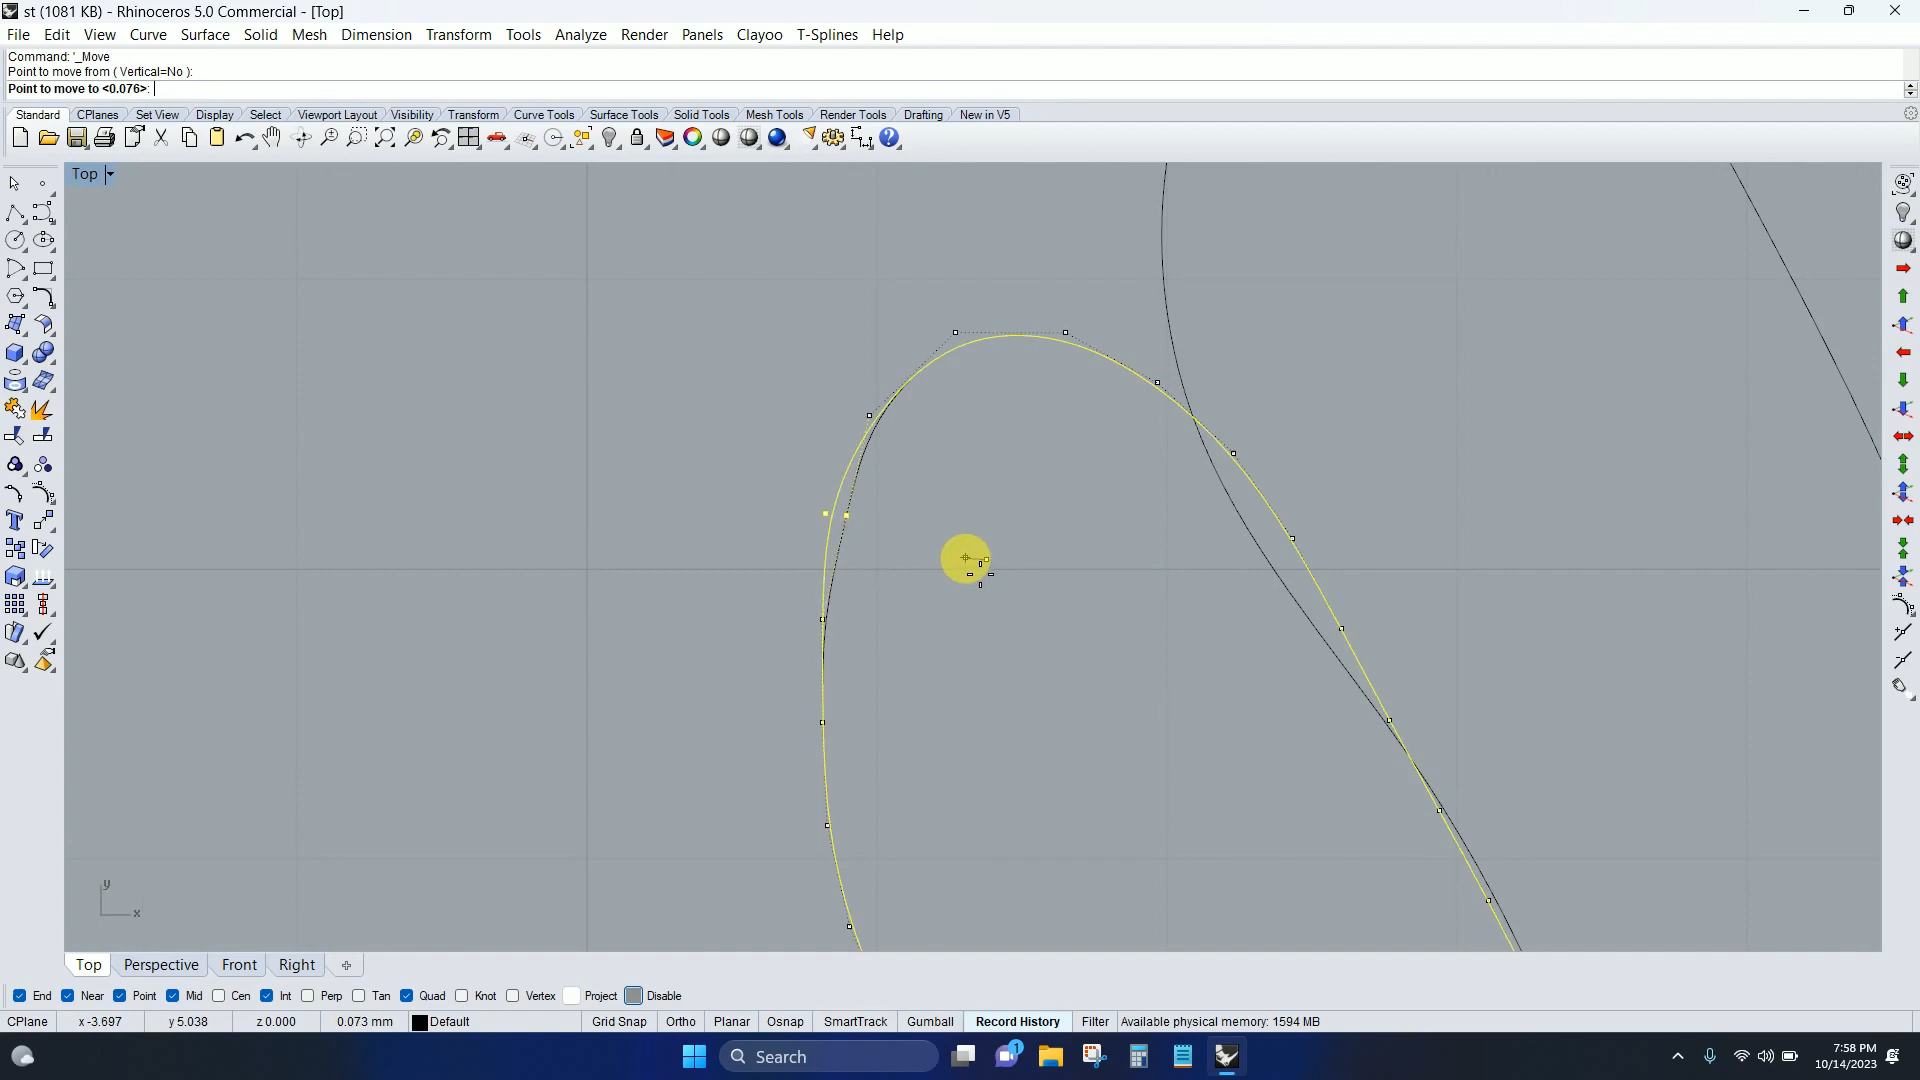 st (1081 KB) - Rhinoceros 5.0 Commercial - [Top]
File Edit View Curve Surface Solid Mesh Dimension Transform Tools Analyze Render Panels Clayoo T-Splines Help
Command: '_Move
Point to move from ( Vertical=No ):
Point to move to <0.076>:
Standard CPlanes Set View Display Select Viewport Layout Visibility Transform Curve Tools Surface Tools Solid Tools Mesh Tools Render Tools Drafting New in V5
Top
y
x
Top Perspective Front Right
End Near Point Mid Cen Int Perp Tan Quad Knot Vertex Project Disable
CPlane x -3.697 y 5.038 z 0.000 0.073 mm Default Grid Snap Ortho Planar Osnap SmartTrack Gumball Record History Filter Available physical memory: 1594 MB
Search
1
7:58 PM
10/14/2023